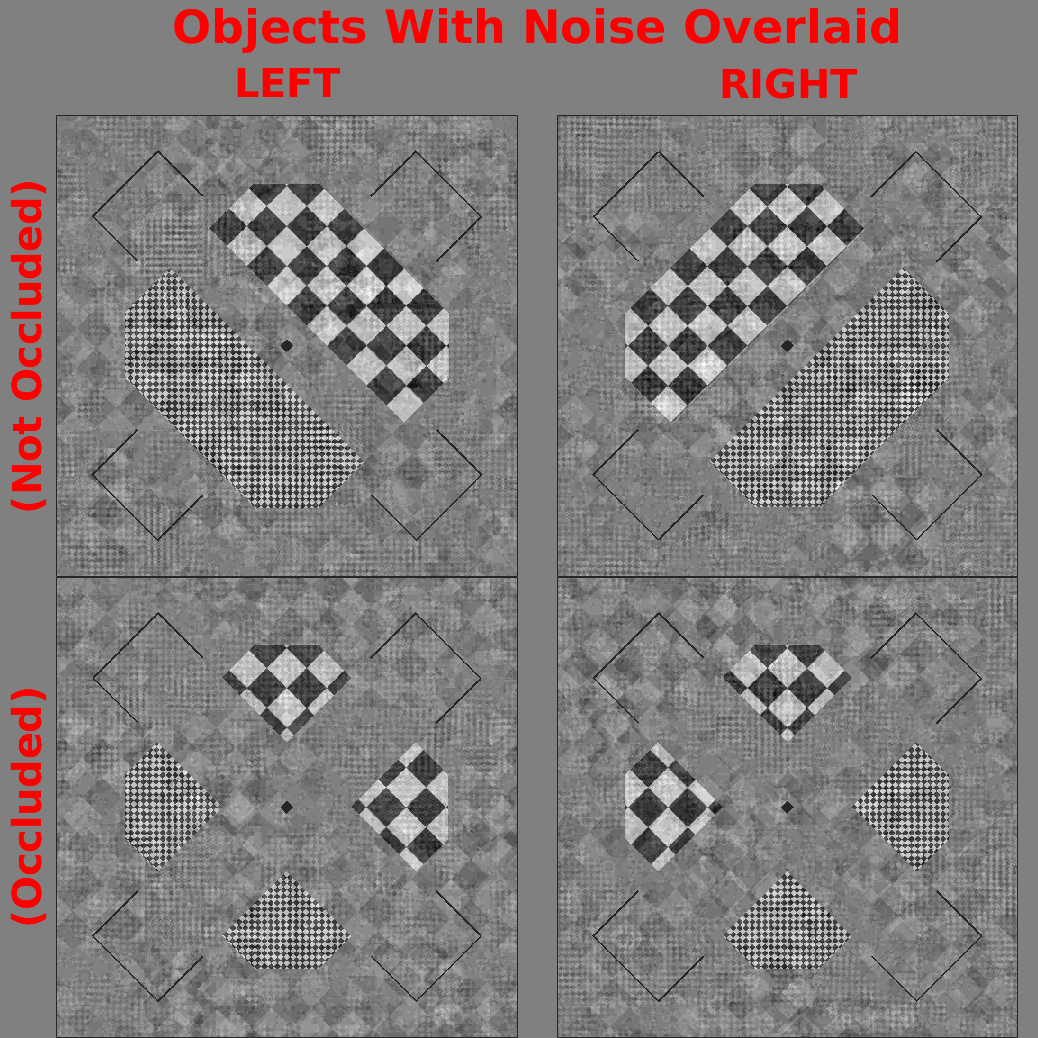 Objects With Noise Overlaid
LEFT
RIGHT
(Not Occluded)
(Occluded)